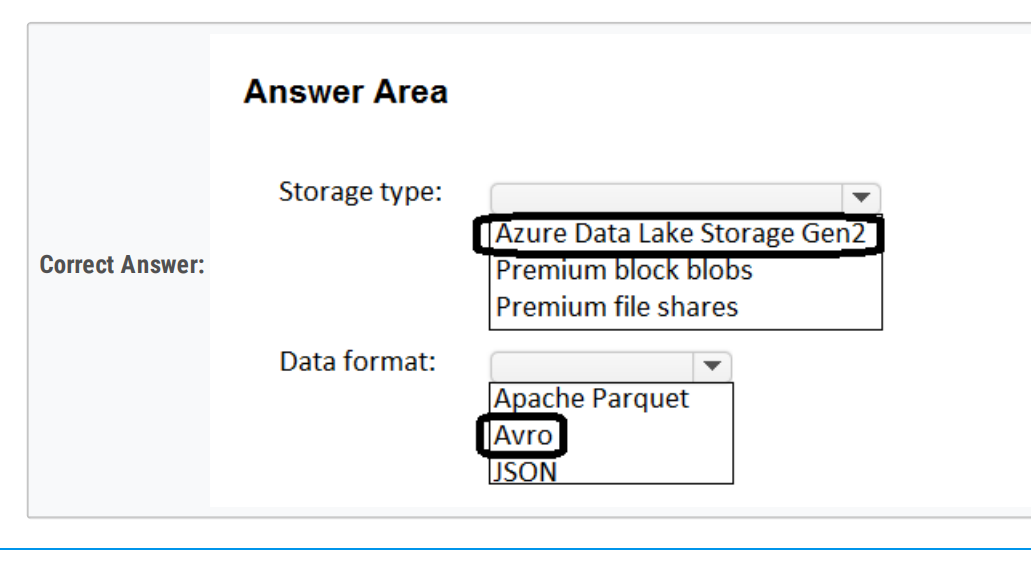 Answer Area
Storage type:
Azure Data Lake Storage Gen2
Correct Answer:
Premium block blobs
Premium file shares
Data format:
Apache Parquet
Avro
JSON